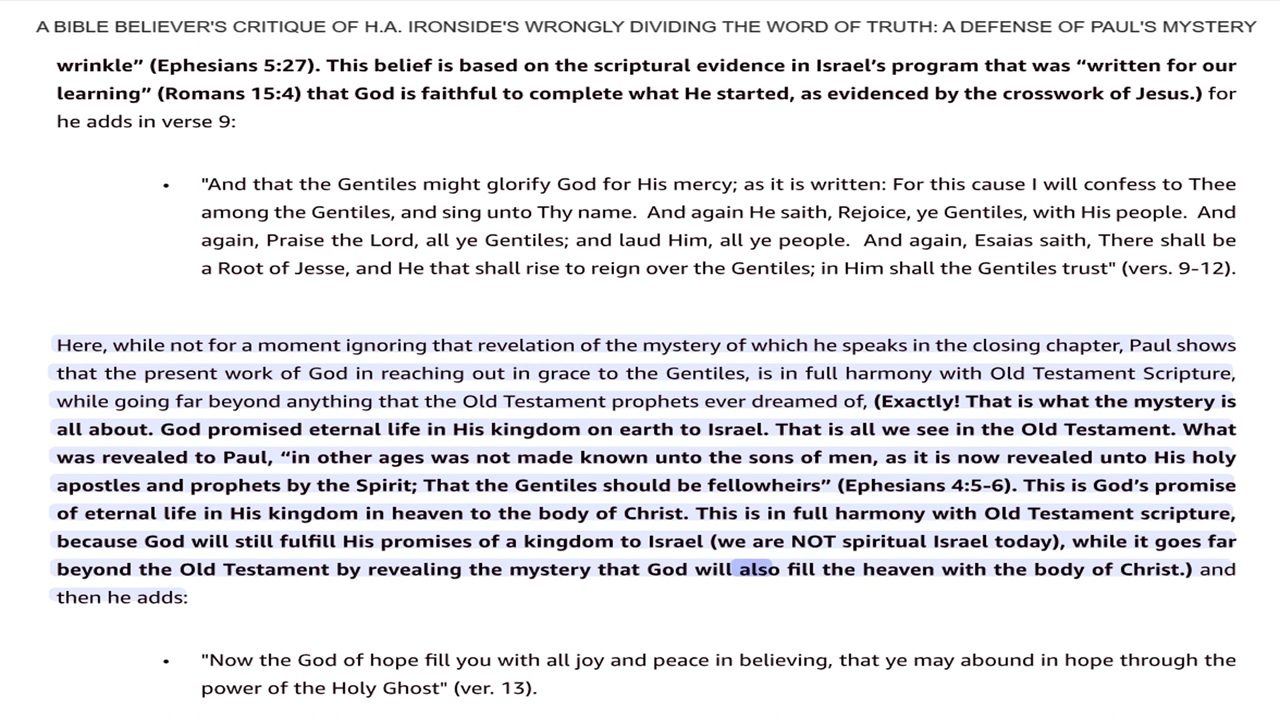 A BIBLE BELIEVER'S CRITIQUE OF H.A. IRONSIDE'S WRONGLY DIVIDING THE WORD OF TRUTH: A DEFENSE OF PAUL'S MYSTERY
wrinkle” (Ephesians 5:27). This belief is based on the scriptural evidence in Israel’s program that was “written for our
learning” (Romans 15:4) that God is faithful to complete what He started, as evidenced by the crosswork of Jesus.) for
he adds in verse 9:
• "And that the Gentiles might glorify God for His mercy; as it is written: For this cause I will confess to Thee
among the Gentiles, and sing unto Thy name. And again He saith, Rejoice, ye Gentiles, with His people. And
again, Praise the Lord, all ye Gentiles; and laud Him, all ye people. And again, Esaias saith, There shall be
a Root of Jesse, and He that shall rise to reign over the Gentiles; in Him shall the Gentiles trust" (vers. 9-12).
Here, while not for a moment ignoring that revelation of the mystery of which he speaks in the closing chapter, Paul shows
that the present work of God in reaching out in grace to the Gentiles, is in full harmony with Old Testament Scripture,
while going far beyond anything that the Old Testament prophets ever dreamed of, (Exactly! That is what the mystery is
all about. God promised eternal life in His kingdom on earth to Israel. That is all we see in the Old Testament. What
was revealed to Paul, “in other ages was not made known unto the sons of men, as it is now revealed unto His holy
apostles and prophets by the Spirit; That the Gentiles should be fellowheirs” (Ephesians 4:5-6). This is God’s promise
of eternal life in His kingdom in heaven to the body of Christ. This is in full harmony with Old Testament scripture,
because God will still fulfill His promises of a kingdom to Israel (we are NOT spiritual Israel today), while it goes far
beyond the Old Testament by revealing the mystery that God will also fill the heaven with the body of Christ.) and
then he adds:
• "Now the God of hope fill you with all joy and peace in believing, that ye may abound in hope through the
power of the Holy Ghost" (ver. 13).